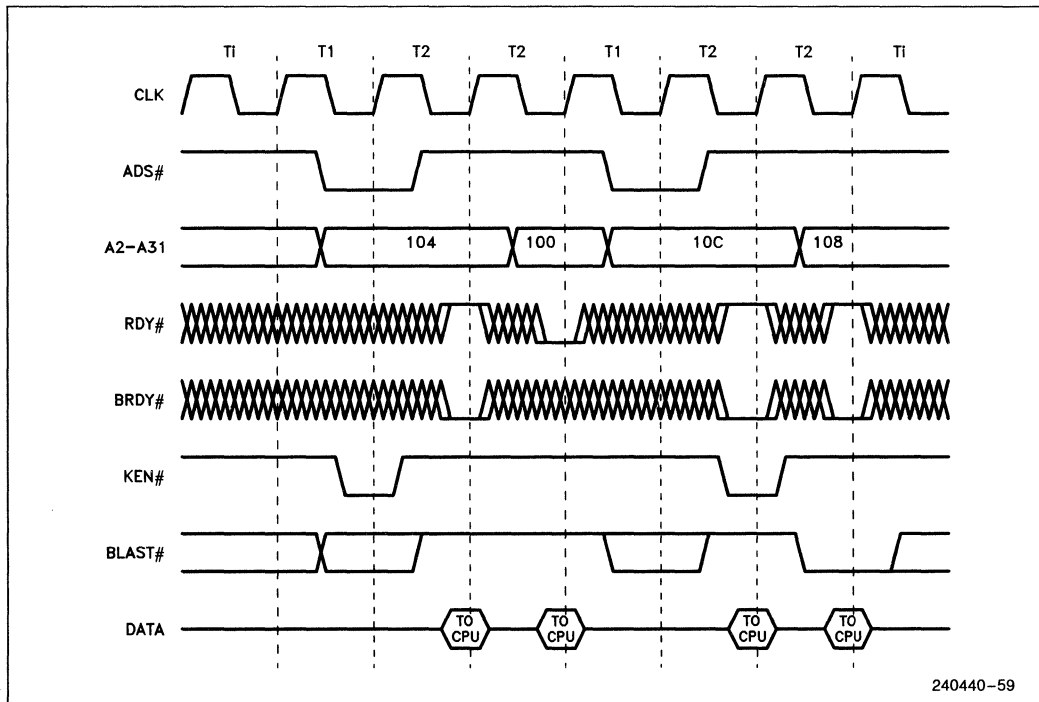 Ti T1 T2 T2 T1 T2 T2 Ti
CLK
ADS#
A2-A31 104 100 10C 108
RDY#
BRDY#
KEN#
BLAST#
DATA TO CPU TO CPU TO CPU TO CPU
240440-59